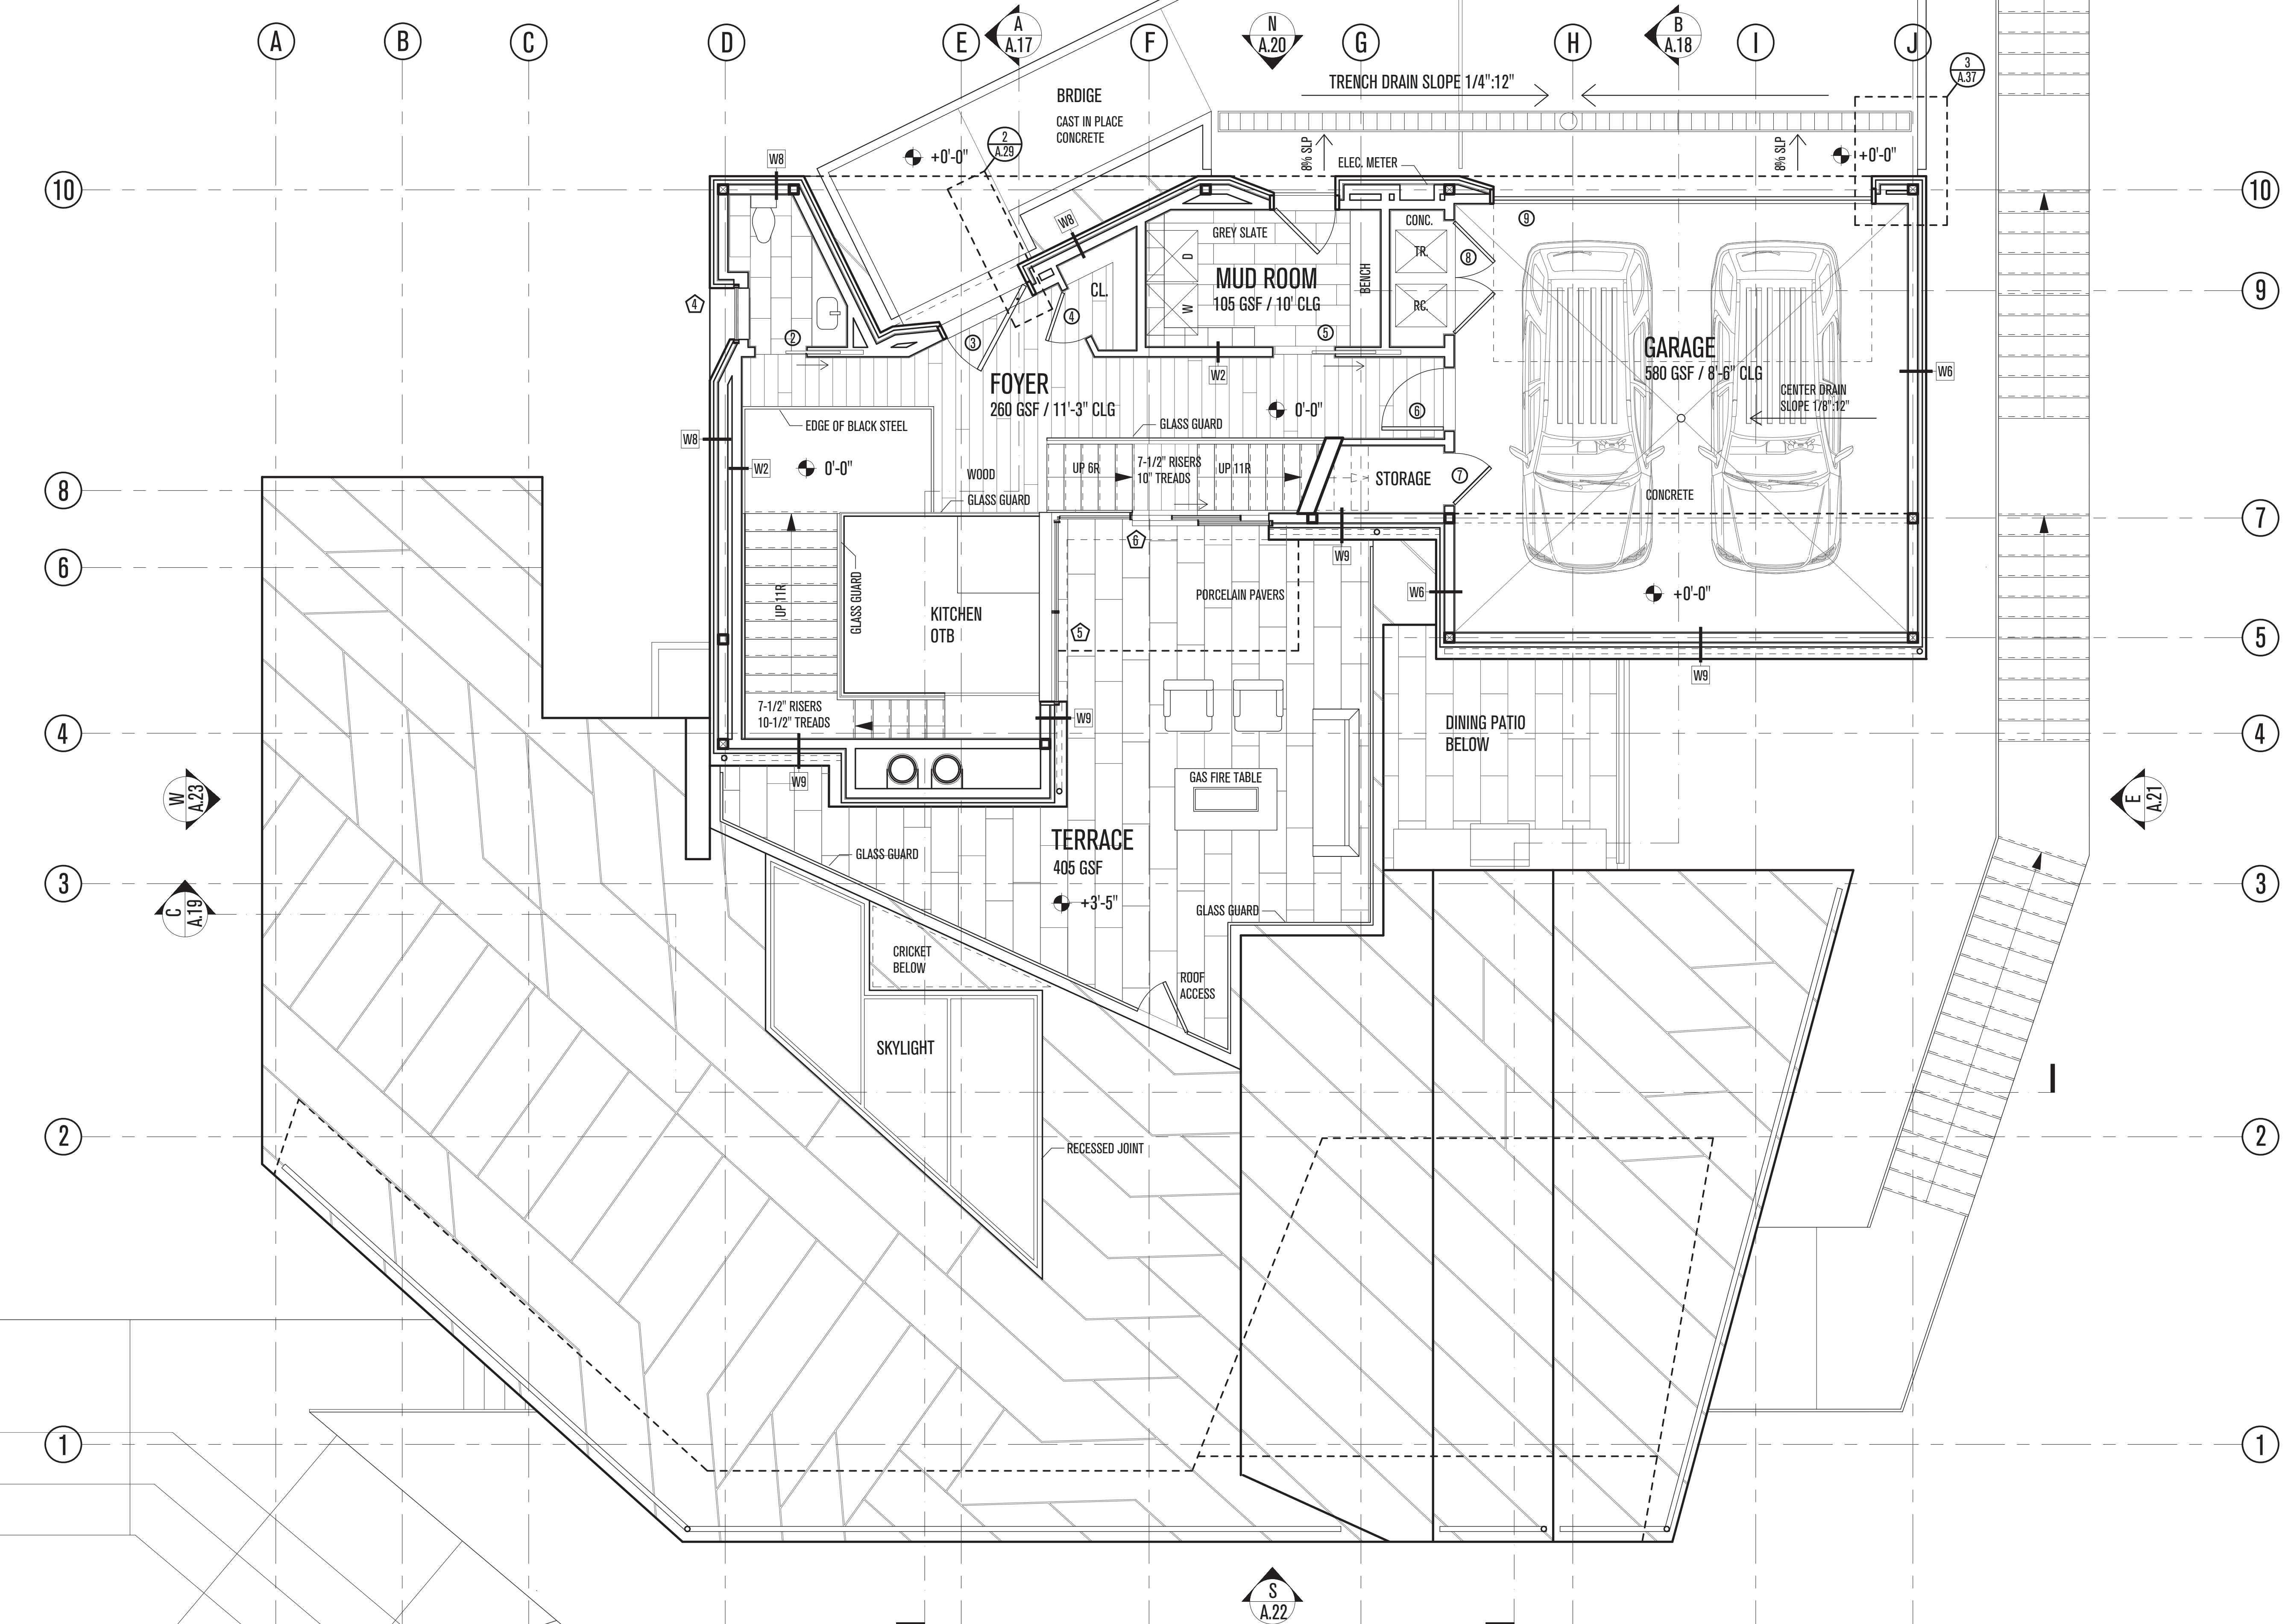 A
B
C
D
E
A
A.17
F
N
A.20
G
H
B
A.18
I
J
3
A.37
TRENCH DRAIN SLOPE 1/4":12"
BRDIGE
CAST IN PLACE
CONCRETE
2
A.29
+0'-0"
8% SLP
ELEC. METER
8% SLP
+0'-0"
W8
10
10
W8
GREY SLATE
CONC.
9
D
TR.
8
MUD ROOM
105 GSF / 10' CLG
BENCH
CL.
9
9
W
RC.
4
4
2
3
5
GARAGE
580 GSF / 8'-6" CLG
W2
W6
FOYER
260 GSF / 11'-3" CLG
CENTER DRAIN
SLOPE 1/8":12"
0'-0"
6
EDGE OF BLACK STEEL
GLASS GUARD
W8
W2
0'-0"
WOOD
UP 6R
7-1/2" RISERS
10" TREADS
UP 11R
STORAGE
7
GLASS GUARD
CONCRETE
8
7
6
W9
6
UP 11R
GLASS GUARD
KITCHEN
OTB
PORCELAIN PAVERS
W6
+0'-0"
5
5
W9
7-1/2" RISERS
10-1/2" TREADS
W9
DINING PATIO
BELOW
4
4
W9
GAS FIRE TABLE
W
A.23
E
A.21
TERRACE
405 GSF
GLASS GUARD
3
3
+3'-5"
C
A.19
GLASS GUARD
CRICKET
BELOW
ROOF
ACCESS
SKYLIGHT
2
2
RECESSED JOINT
1
1
S
A.22